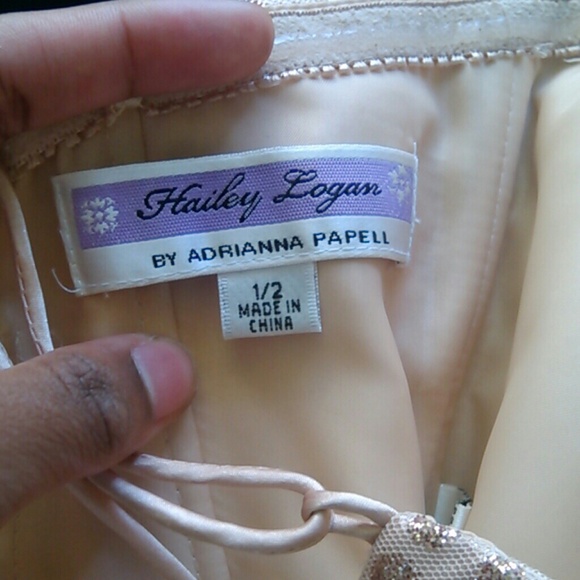 Hailey Logan
BY ADRIANNA PAPELL
1/2
MADE IN
CHINA